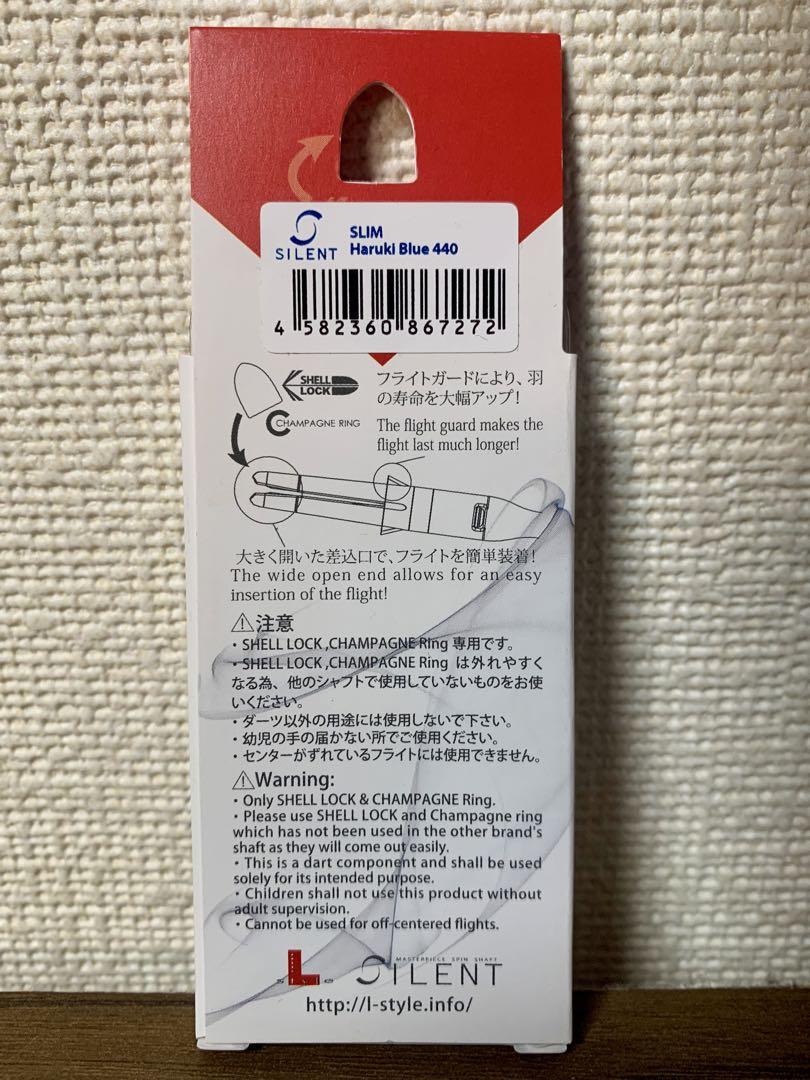 SILENT
SLIM
Haruki Blue 440
4 582360 867272
SHELL
LOCK
CHAMPAGNE RING
フライトガードにより、羽
の寿命を大幅アップ!
The flight guard makes the
flight last much longer!
大きく開いた差込口で、フライトを簡単装着!
The wide open end allows for an easy
insertion of the flight!
⚠注意
・SHELL LOCK ,CHAMPAGNE Ring 専用です。
・SHELL LOCK ,CHAMPAGNE Ring は外れやすく
なる為、他のシャフトで使用していないものをお使
いください。
・ダーツ以外の用途には使用しないで下さい。
・幼児の手の届かない所でご使用ください。
・センターがずれているフライトには使用できません。
⚠Warning:
・Only SHELL LOCK & CHAMPAGNE Ring.
・Please use SHELL LOCK and Champagne ring
which has not been used in the other brand's
shaft as they will come out easily.
・This is a dart component and shall be used
solely for its intended purpose.
・Children shall not use this product without
adult supervision.
・Cannot be used for off-centered flights.
L style
MASTERPIECE SPIN SHAFT
SILENT
http://l-style.info/